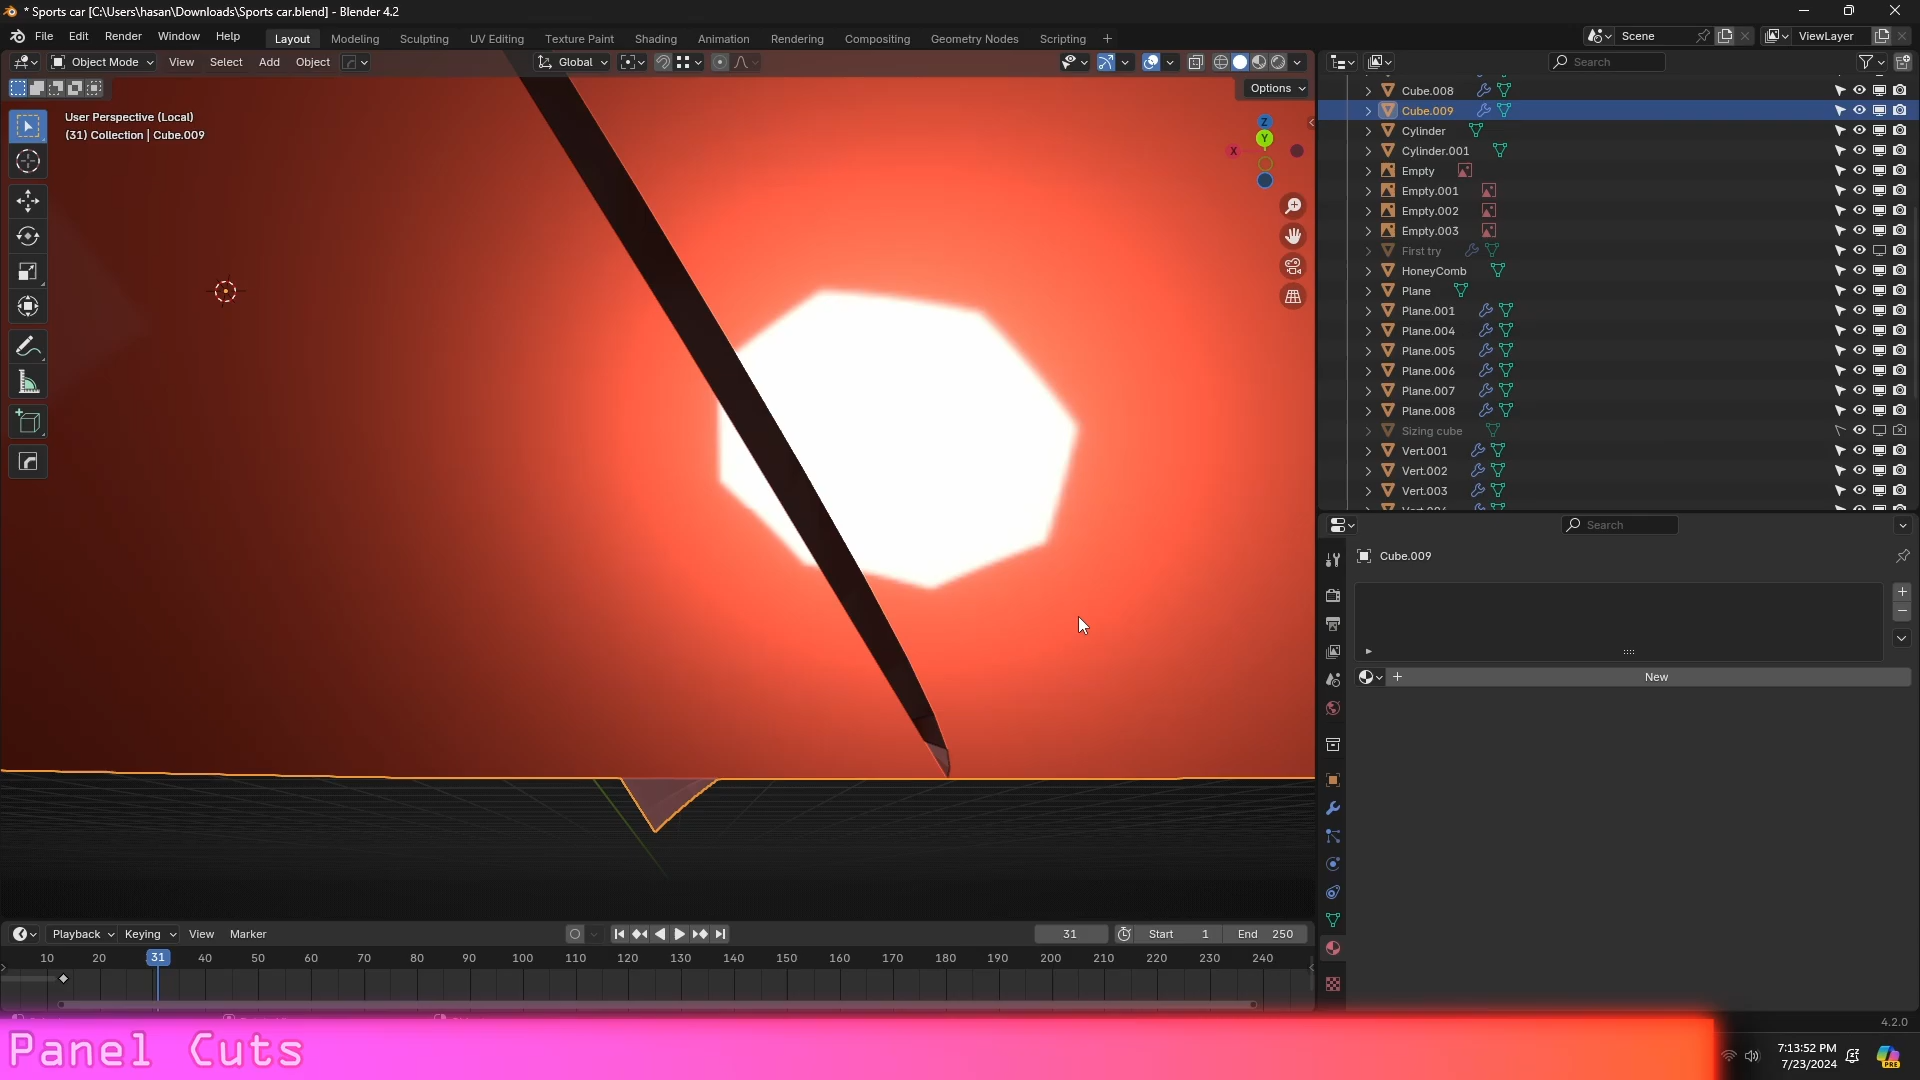 * Sports car [C:\Users\hasan\Downloads\Sports car.blend] - Blender 4.2
File Edit Render Window Help Layout Modeling Sculpting UV Editing Texture Paint Shading Animation Rendering Compositing Geometry Nodes Scripting + Scene ViewLayer
Object Mode View Select Add Object Global Search
Options
User Perspective (Local)
(31) Collection | Cube.009
Z
Y
X
Cube.008
Cube.009
Cylinder
Cylinder.001
Empty
Empty.001
Empty.002
Empty.003
First try
HoneyComb
Plane
Plane.001
Plane.004
Plane.005
Plane.006
Plane.007
Plane.008
Sizing cube
Vert.001
Vert.002
Vert.003
Search
Cube.009
New
Playback Keying View Marker 31 Start 1 End 250
10 20 31 40 50 60 70 80 90 100 110 120 130 140 150 160 170 180 190 200 210 220 230 240
4.2.0
Panel Cuts
7:13:52 PM
7/23/2024
PRE